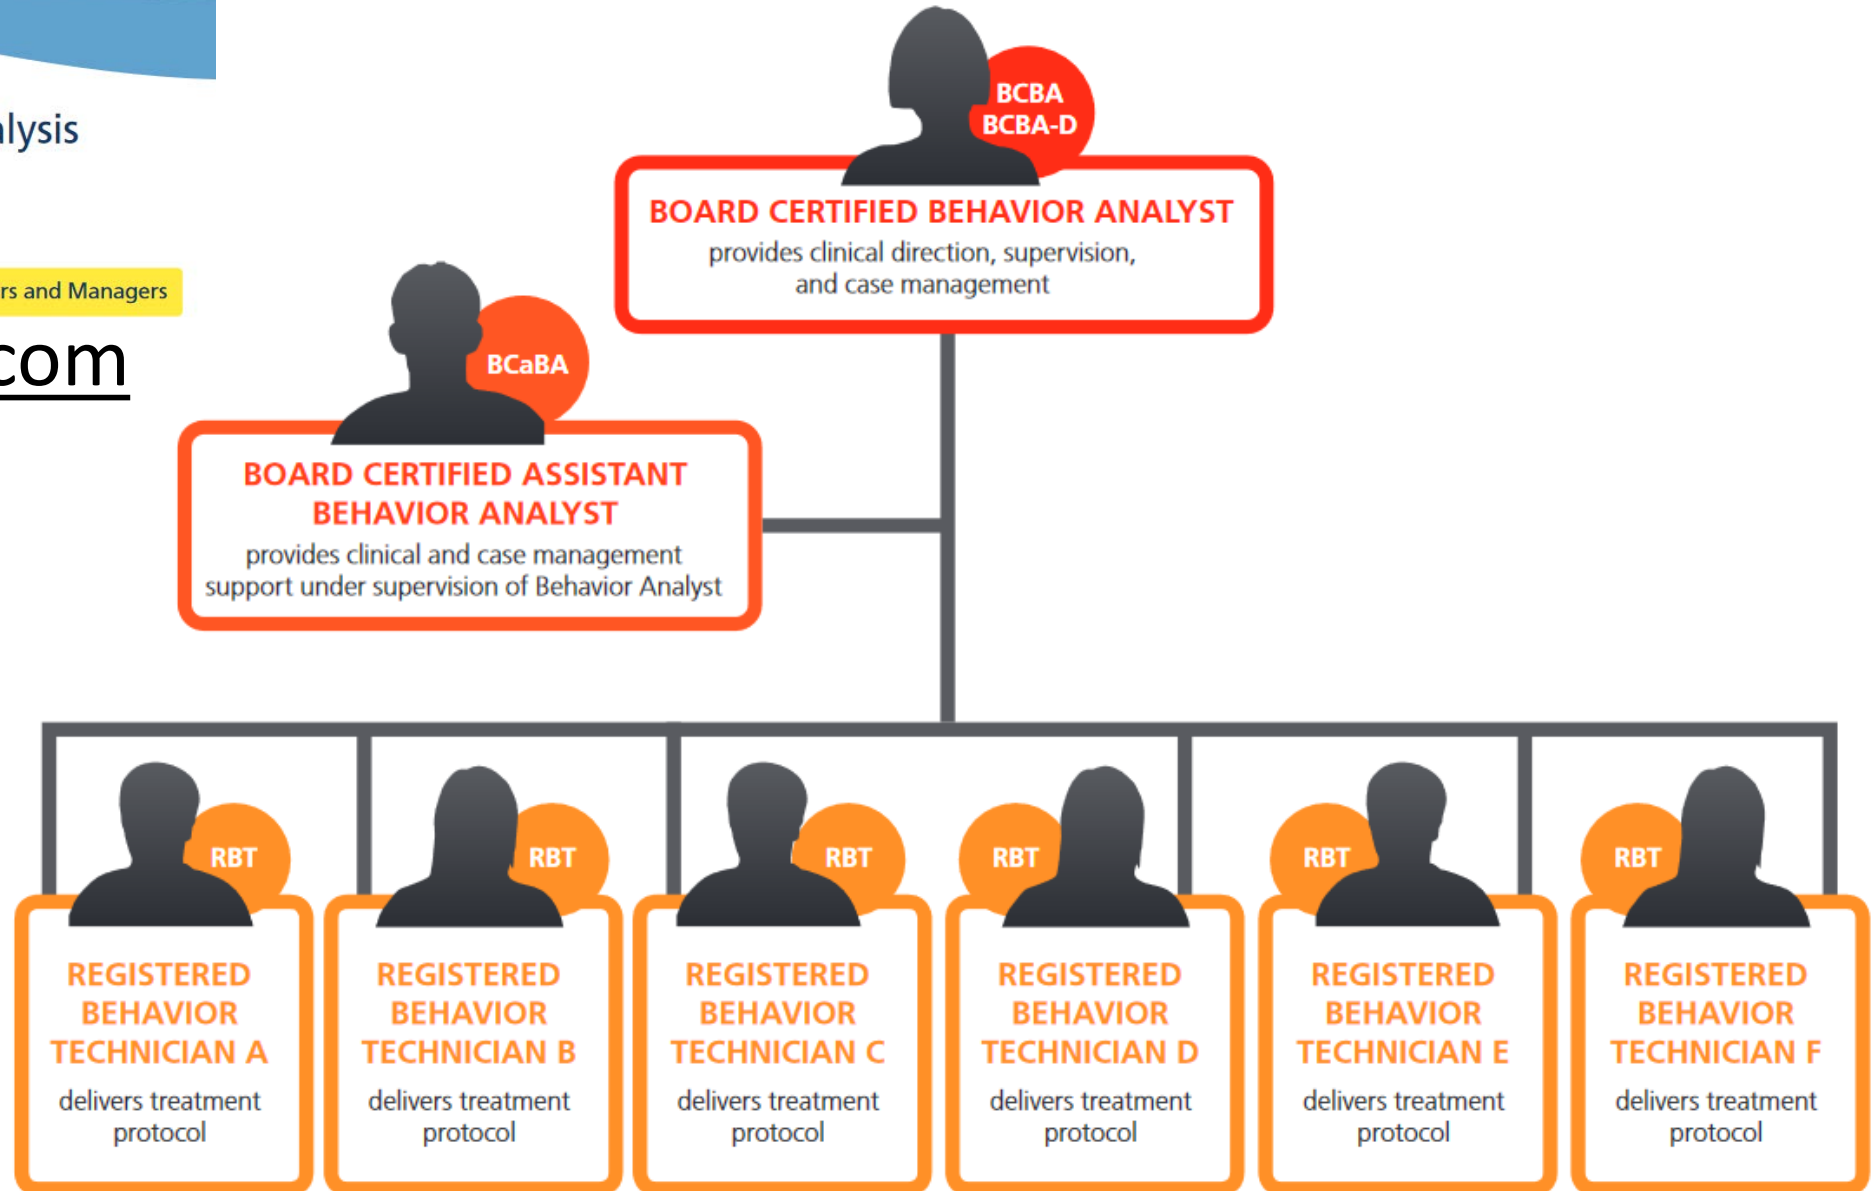 alysis
rs and Managers
com
BCBA
BCBA-D
BOARD CERTIFIED BEHAVIOR ANALYST
provides clinical direction, supervision,
and case management
BCaBA
BOARD CERTIFIED ASSISTANT
BEHAVIOR ANALYST
provides clinical and case management
support under supervision of Behavior Analyst
RBT
REGISTERED
BEHAVIOR
TECHNICIAN A
delivers treatment
protocol
RBT
REGISTERED
BEHAVIOR
TECHNICIAN B
delivers treatment
protocol
RBT
REGISTERED
BEHAVIOR
TECHNICIAN C
delivers treatment
protocol
RBT
REGISTERED
BEHAVIOR
TECHNICIAN D
delivers treatment
protocol
RBT
REGISTERED
BEHAVIOR
TECHNICIAN E
delivers treatment
protocol
RBT
REGISTERED
BEHAVIOR
TECHNICIAN F
delivers treatment
protocol